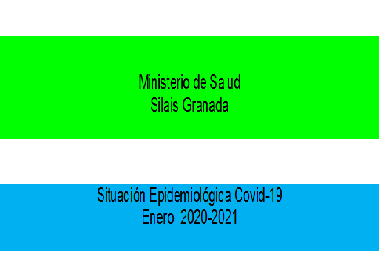 Ministerio de Salud
Silais Granada
Situación Epidemiológica Covid-19
Enero 2020-2021